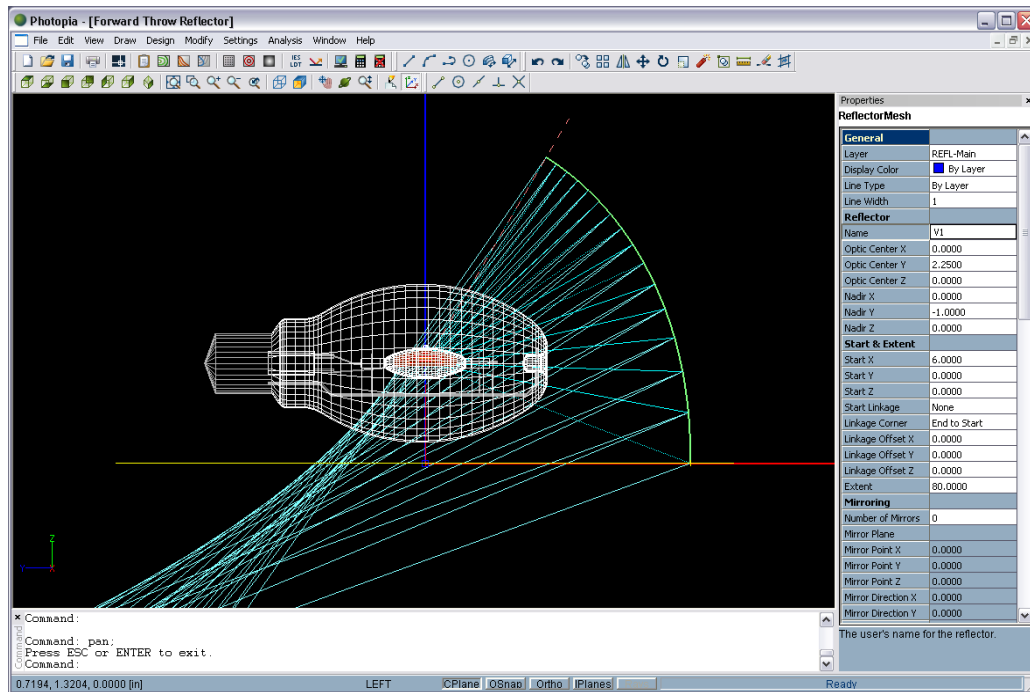 Photopia - [Forward Throw Reflector]
File Edit View Draw Design Modify Settings Analysis Window Help
IES
LDT
Properties
ReflectorMesh
General
Layer REFL-Main
Display Color By Layer
Line Type By Layer
Line Width 1
Reflector
Name V1
Optic Center X 0.0000
Optic Center Y 2.2500
Optic Center Z 0.0000
Nadir X 0.0000
Nadir Y -1.0000
Nadir Z 0.0000
Start & Extent
Start X 6.0000
Start Y 0.0000
Start Z 0.0000
Start Linkage None
Linkage Corner End to Start
Linkage Offset X 0.0000
Linkage Offset Y 0.0000
Linkage Offset Z 0.0000
Extent 80.0000
Mirroring
Number of Mirrors 0
Mirror Plane
Mirror Point X 0.0000
Mirror Point Y 0.0000
Mirror Point Z 0.0000
Mirror Direction X 0.0000
Mirror Direction Y 0.0000
The user's name for the reflector.
Z
Y X
Command
Command:
Command: pan;
Press ESC or ENTER to exit.
Command:
0.7194, 1.3204, 0.0000 [in] LEFT CPlane OSnap Ortho IPlanes Ready